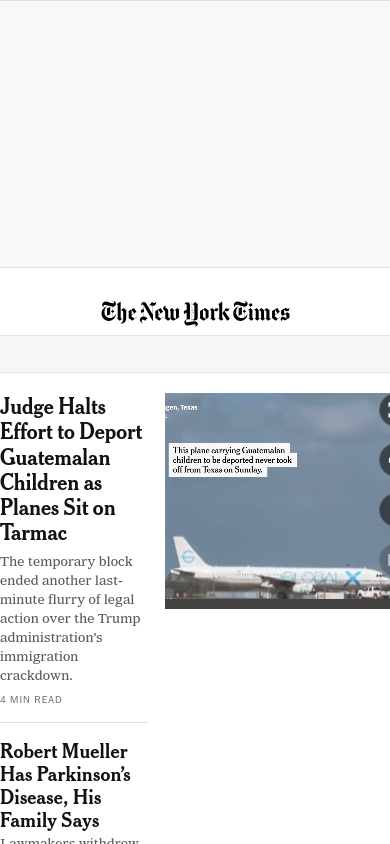 The New York Times
Judge Halts
Effort to Deport
Guatemalan
Children as
Planes Sit on
Tarmac
The temporary block
ended another last-
minute flurry of legal
action over the Trump
administration's
immigration
crackdown.
4 MIN READ
gen, Texas
This plane carrying Guatemalan
children to be deported never took
off from Texas on Sunday.
GLOBAL X
Robert Mueller
Has Parkinson's
Disease, His
Family Says
Lawmakers withdrew